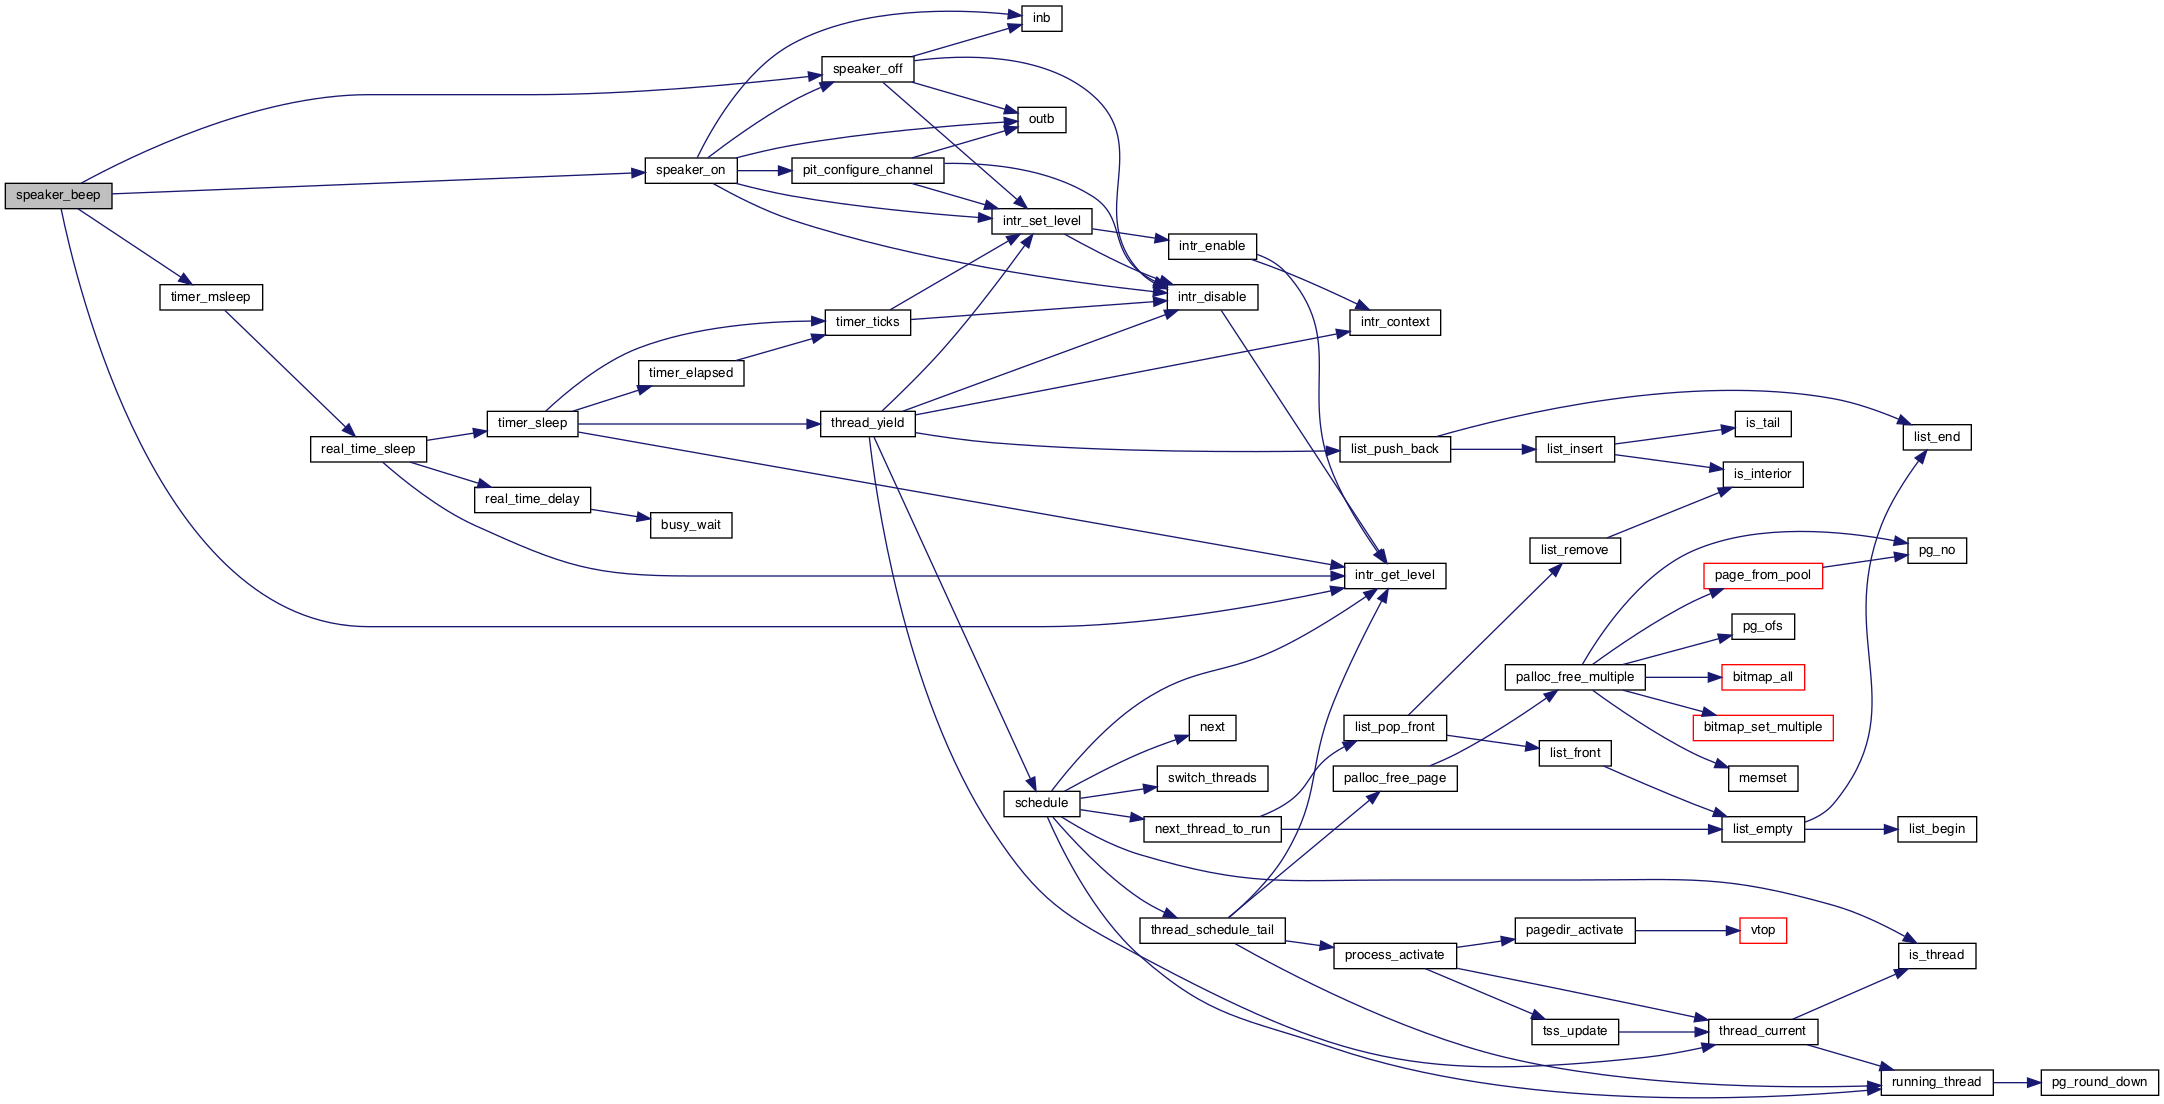 inb
speaker_off
outb
speaker_on
pit_configure_channel
speaker_beep
intr_set_level
intr_enable
timer_msleep
intr_disable
timer_ticks
intr_context
timer_elapsed
timer_sleep
thread_yield
is_tail
list_end
real_time_sleep
list_push_back
list_insert
is_interior
real_time_delay
busy_wait
list_remove
pg_no
intr_get_level
page_from_pool
pg_ofs
palloc_free_multiple
bitmap_all
next
list_pop_front
bitmap_set_multiple
list_front
switch_threads
palloc_free_page
memset
schedule
next_thread_to_run
list_empty
list_begin
thread_schedule_tail
pagedir_activate
vtop
process_activate
is_thread
tss_update
thread_current
running_thread
pg_round_down